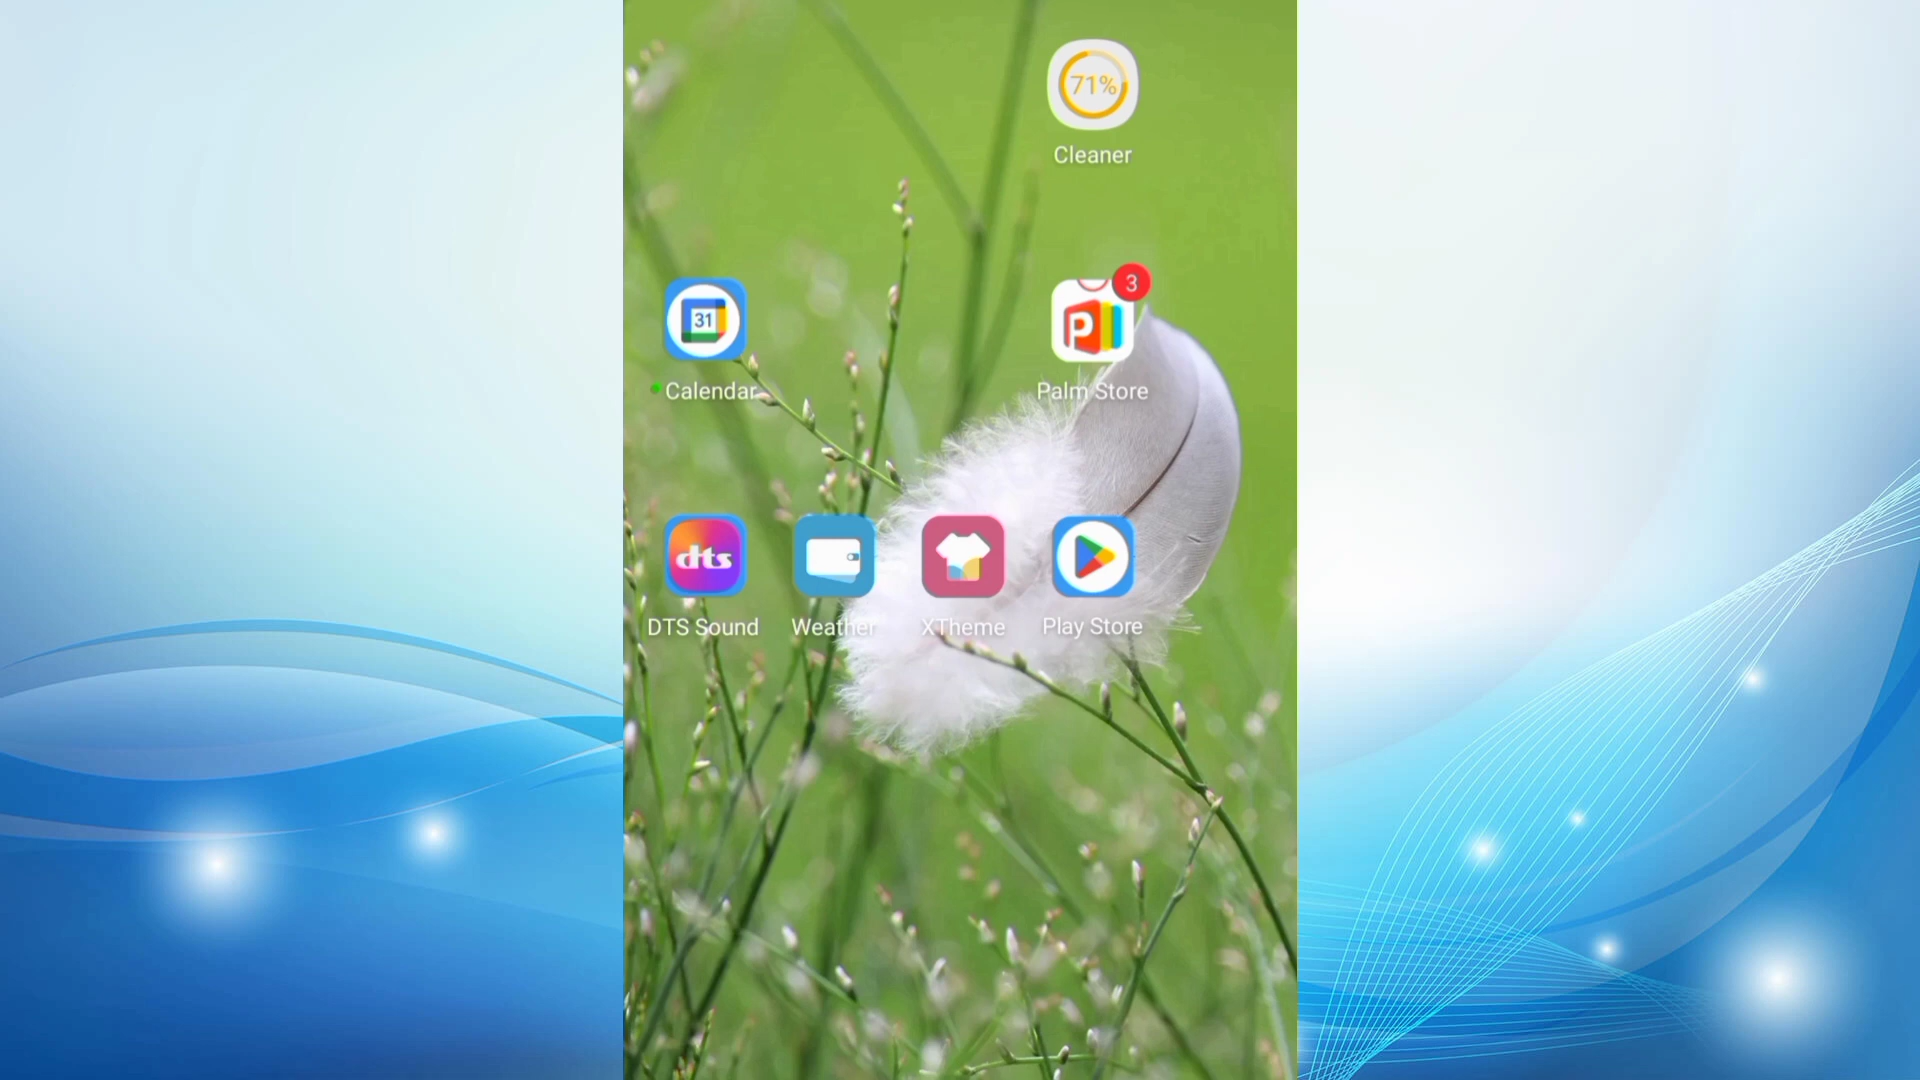 71%
Cleaner
31
3
P
Calendar
Palm Store
dts
DTS Sound
Weather
XTheme
Play Store